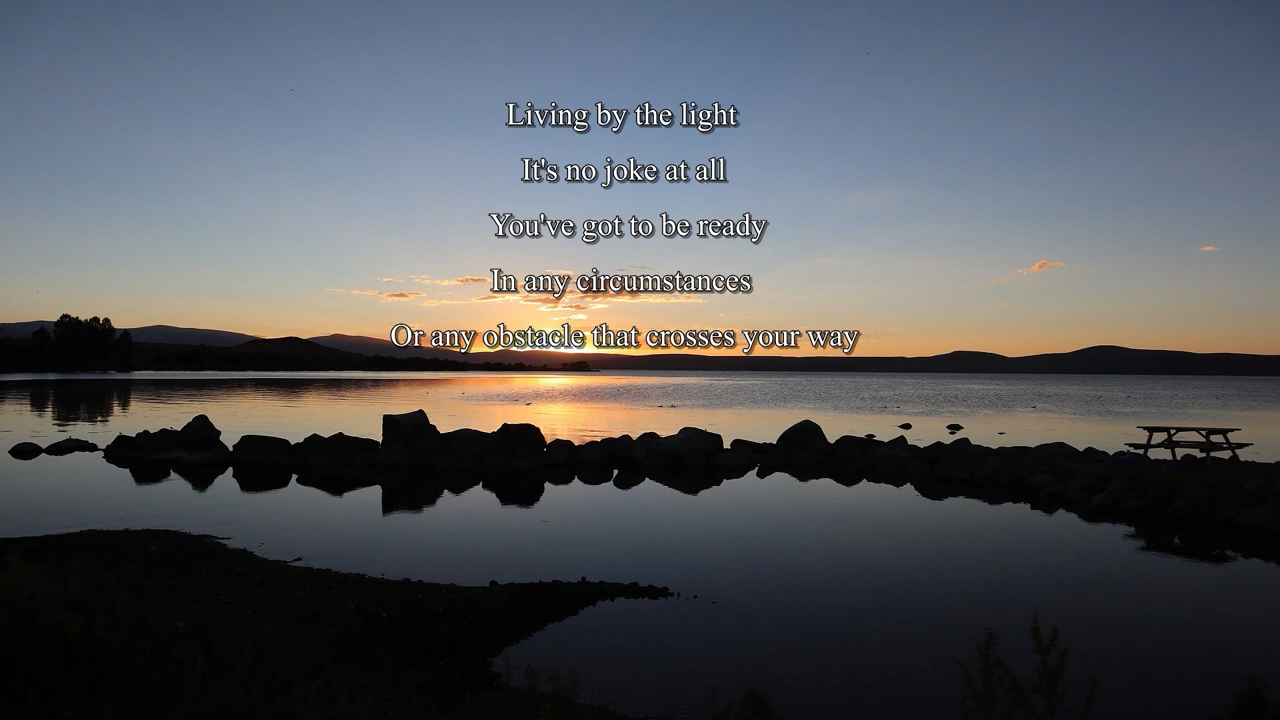 Living by the light
It's no joke at all
You've got to be ready
In any circumstances
Or any obstacle that crosses your way